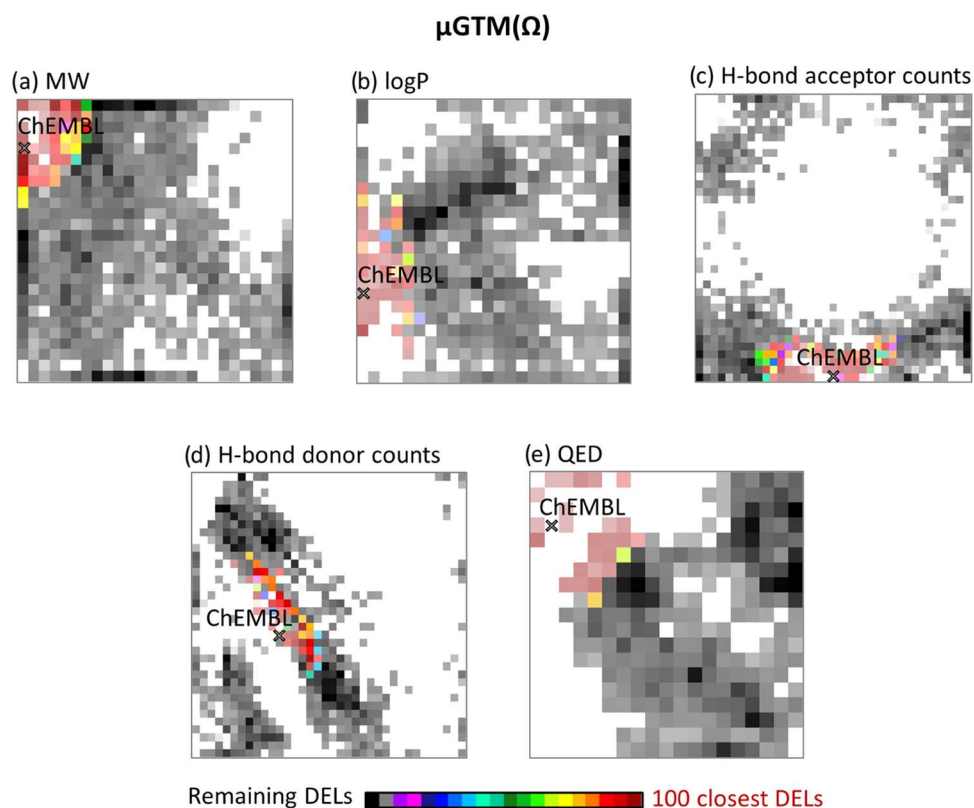 μGTM(Ω)
(a) MW
(b) logP
(c) H-bond acceptor counts
ChEMBL
ChEMBL
ChEMBL
(d) H-bond donor counts
(e) QED
ChEMBL
ChEMBL
Remaining DELs
100 closest DELs